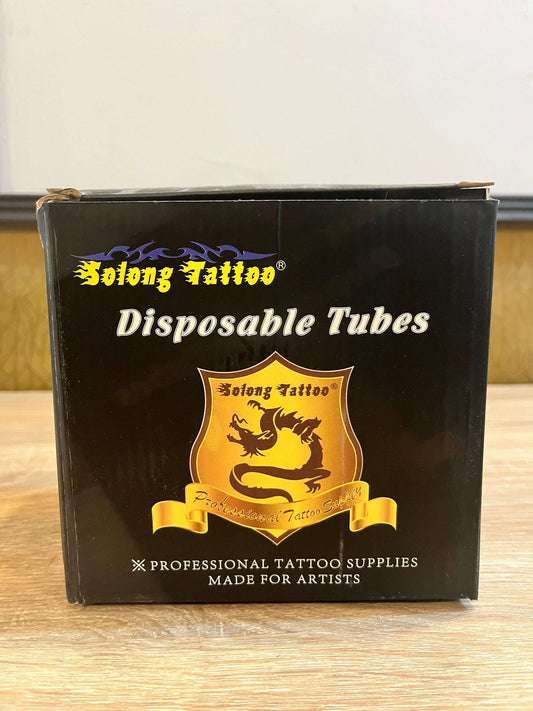 Solong Tattoo®
Disposable Tubes
Solong Tattoo®
Professional Tattoo Supply
※ PROFESSIONAL TATTOO SUPPLIES
MADE FOR ARTISTS